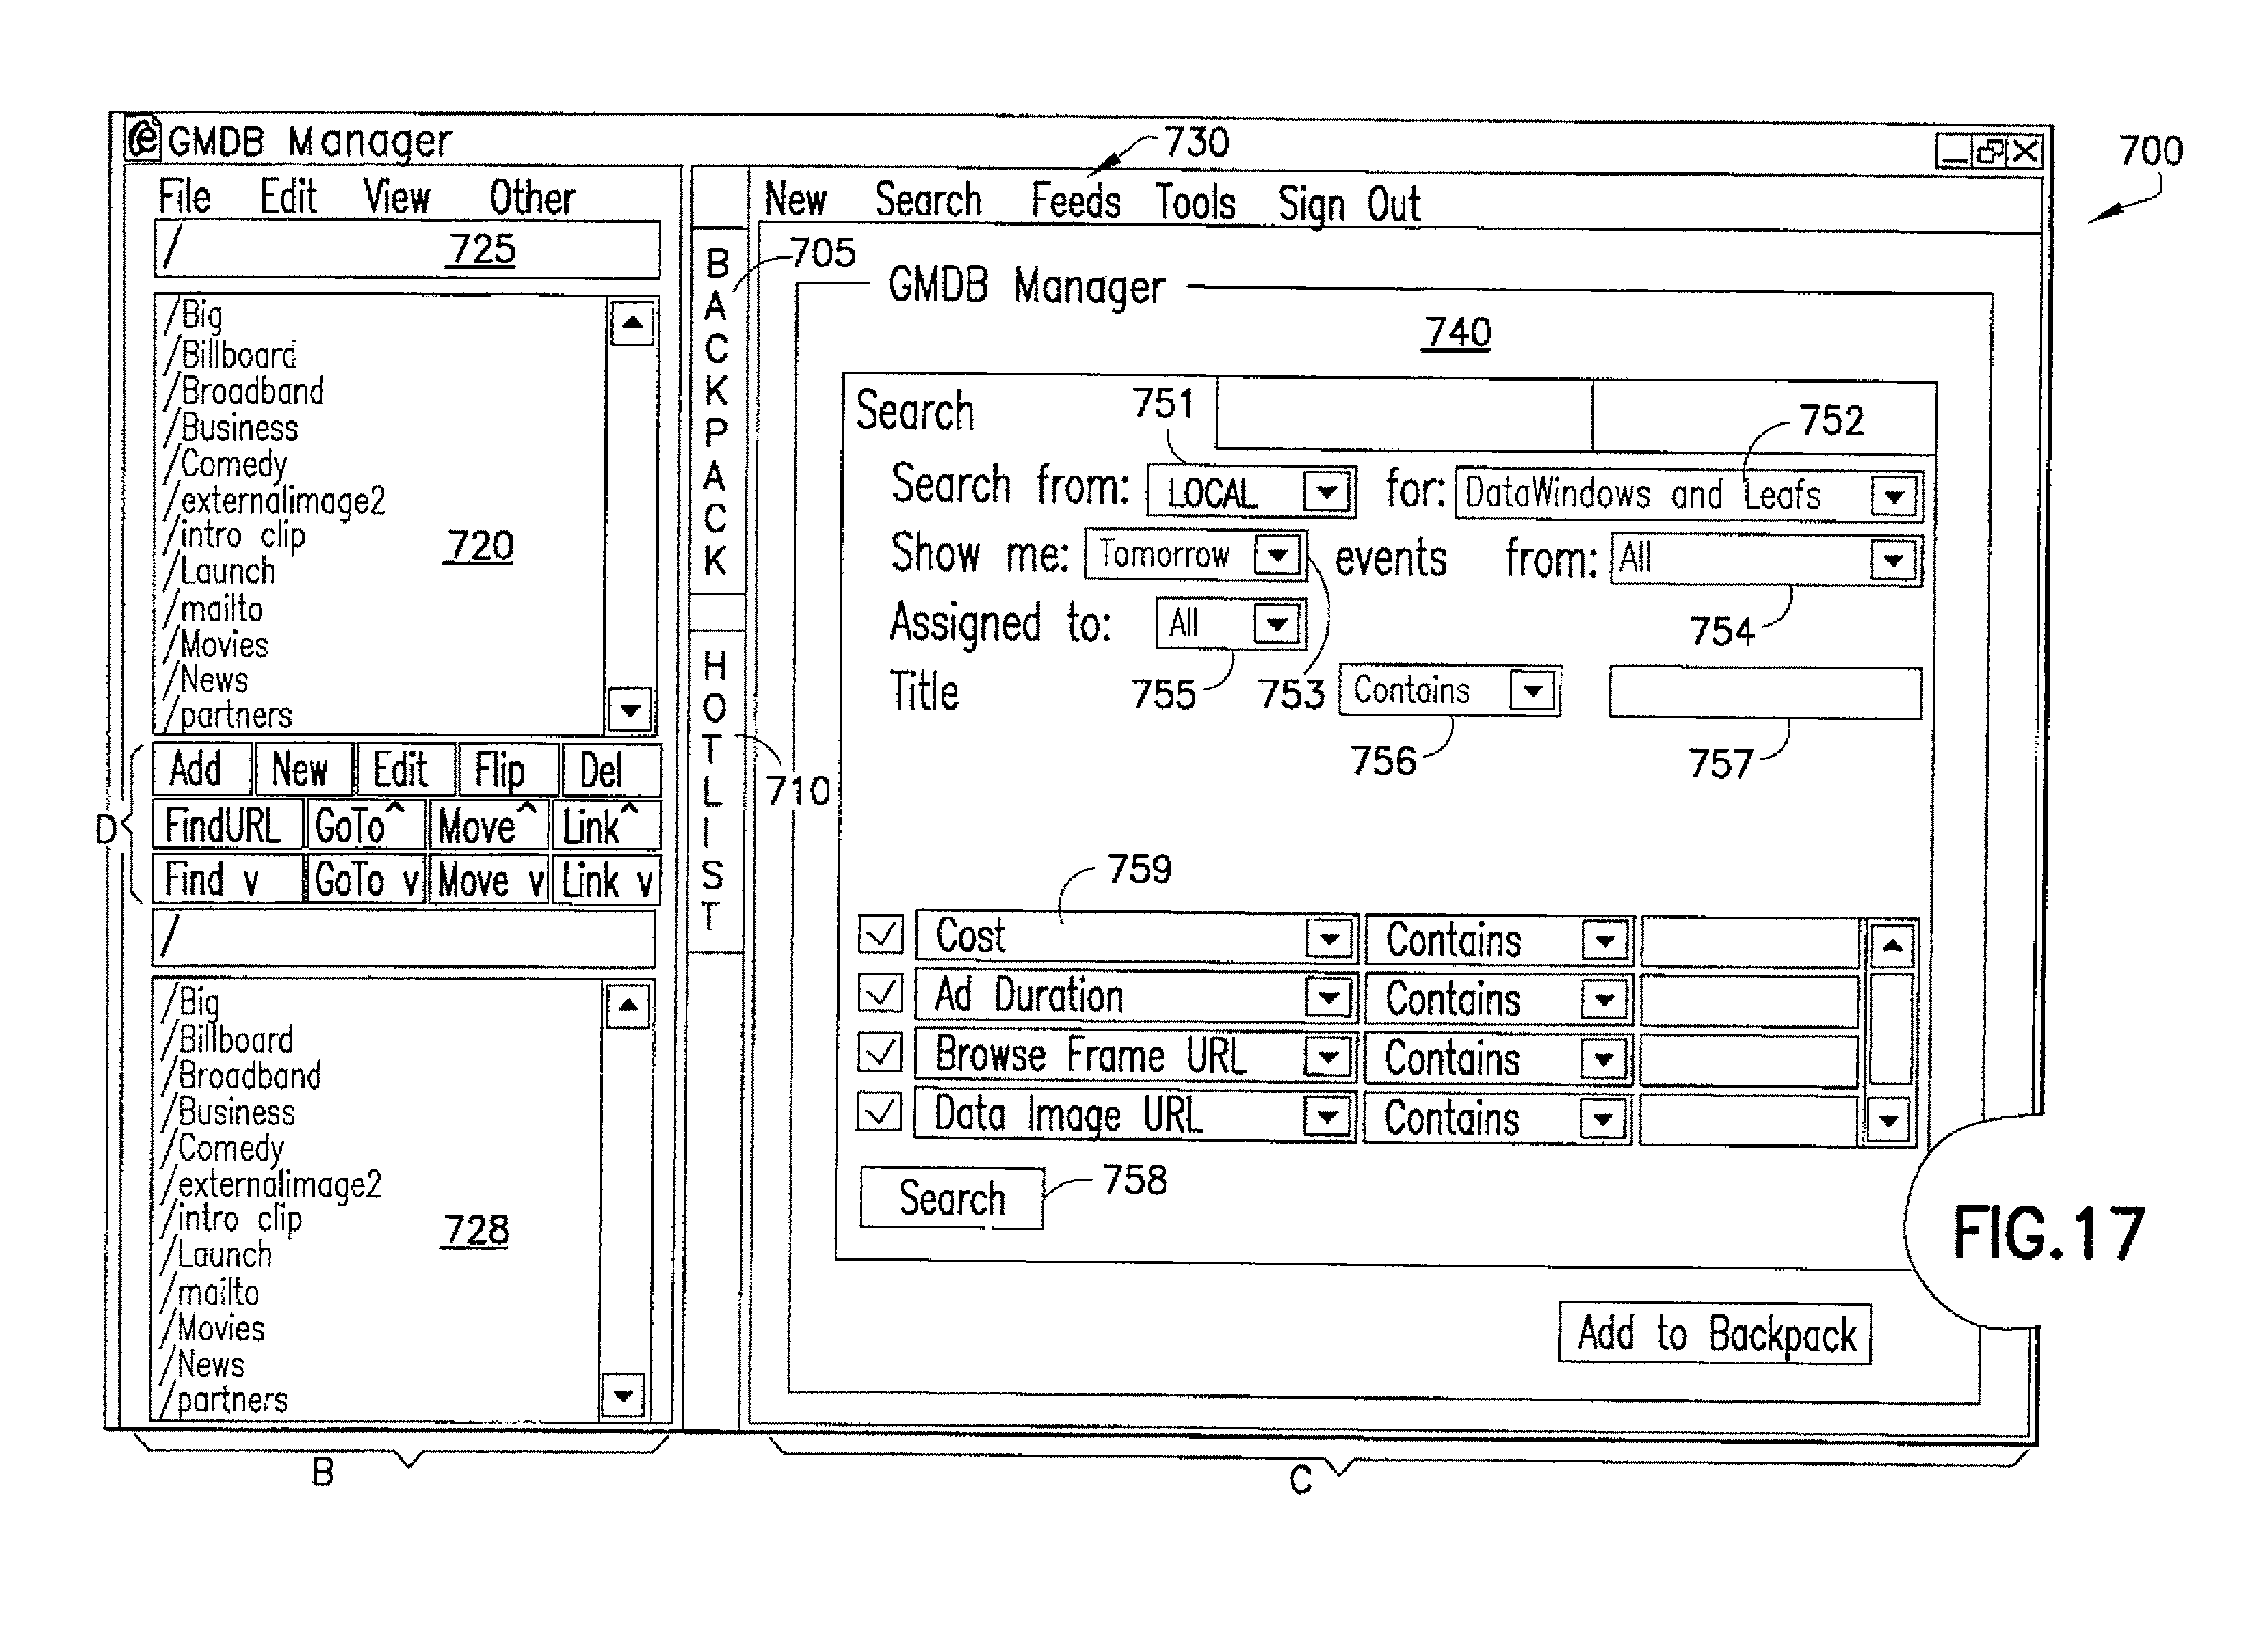 GMDB Manager
730
700
File Edit View Other
New Search Feeds Tools Sign Out
/ 725
BACKPACK
705
GMDB Manager
740
/Big
/Billboard
/Broadband
/Business
/Comedy
/externalimage2
/intro clip
/Launch
/mailto
/Movies
/News
/partners
720
Search 751 752
Search from: LOCAL for: DataWindows and Leafs
Show me: Tomorrow events from: All
Assigned to: All 754
Title 755 753 Contains
756 757
HOTLIST
710
Add New Edit Flip Del
D FindURL GoTo^ Move^ Link^
Find v GoTo v Move v Link v
/
759
Cost Contains
Ad Duration Contains
Browse Frame URL Contains
Data Image URL Contains
Search 758
/Big
/Billboard
/Broadband
/Business
/Comedy
/externalimage2
/intro clip
/Launch
/mailto
/Movies
/News
/partners
728
FIG.17
Add to Backpack
B
C